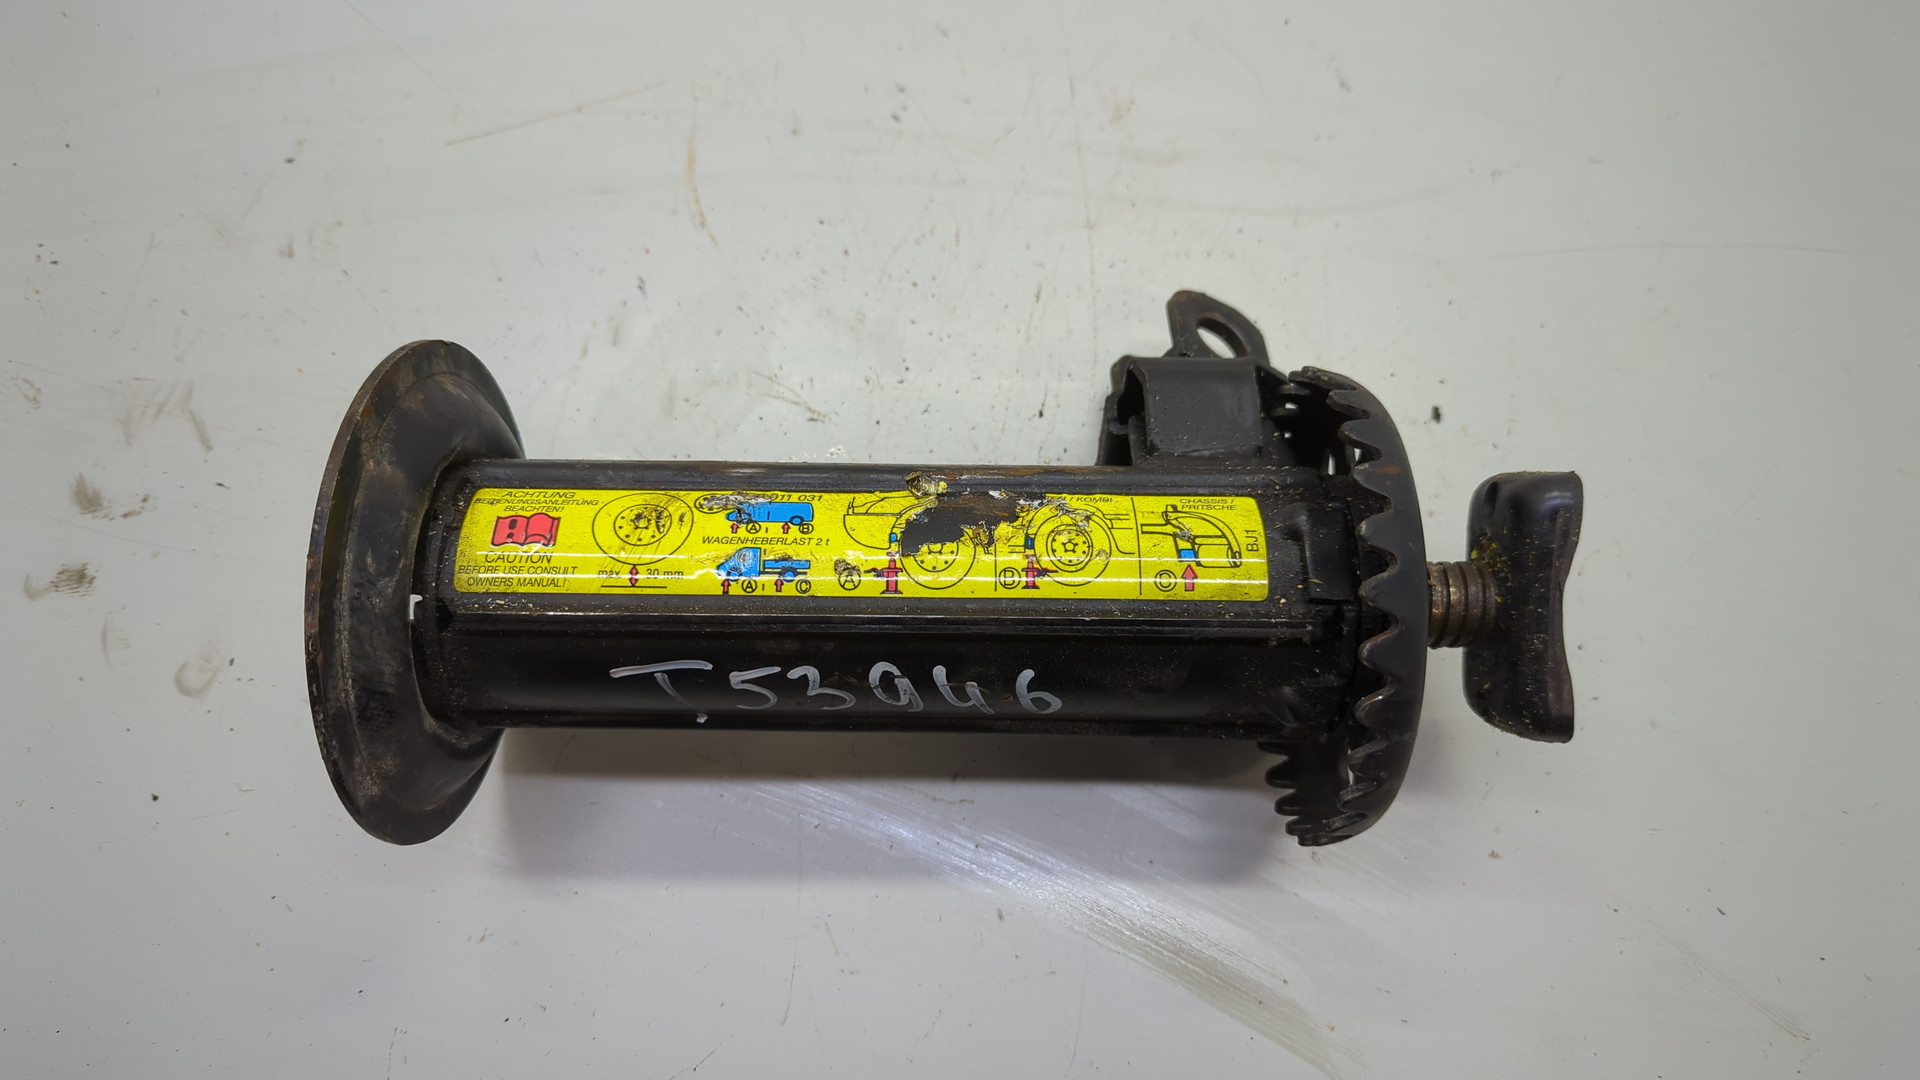 ACHTUNG
BEDIENUNGSANLEITUNG
BEACHTEN!
CAUTION
BEFORE USE CONSULT
OWNERS MANUAL!
max 30 mm
911 031
A B
WAGENHEBERLAST 2 t
A C
A
/ KOMBI
B
CHASSIS /
PRITSCHE
C
BJ1
T53946